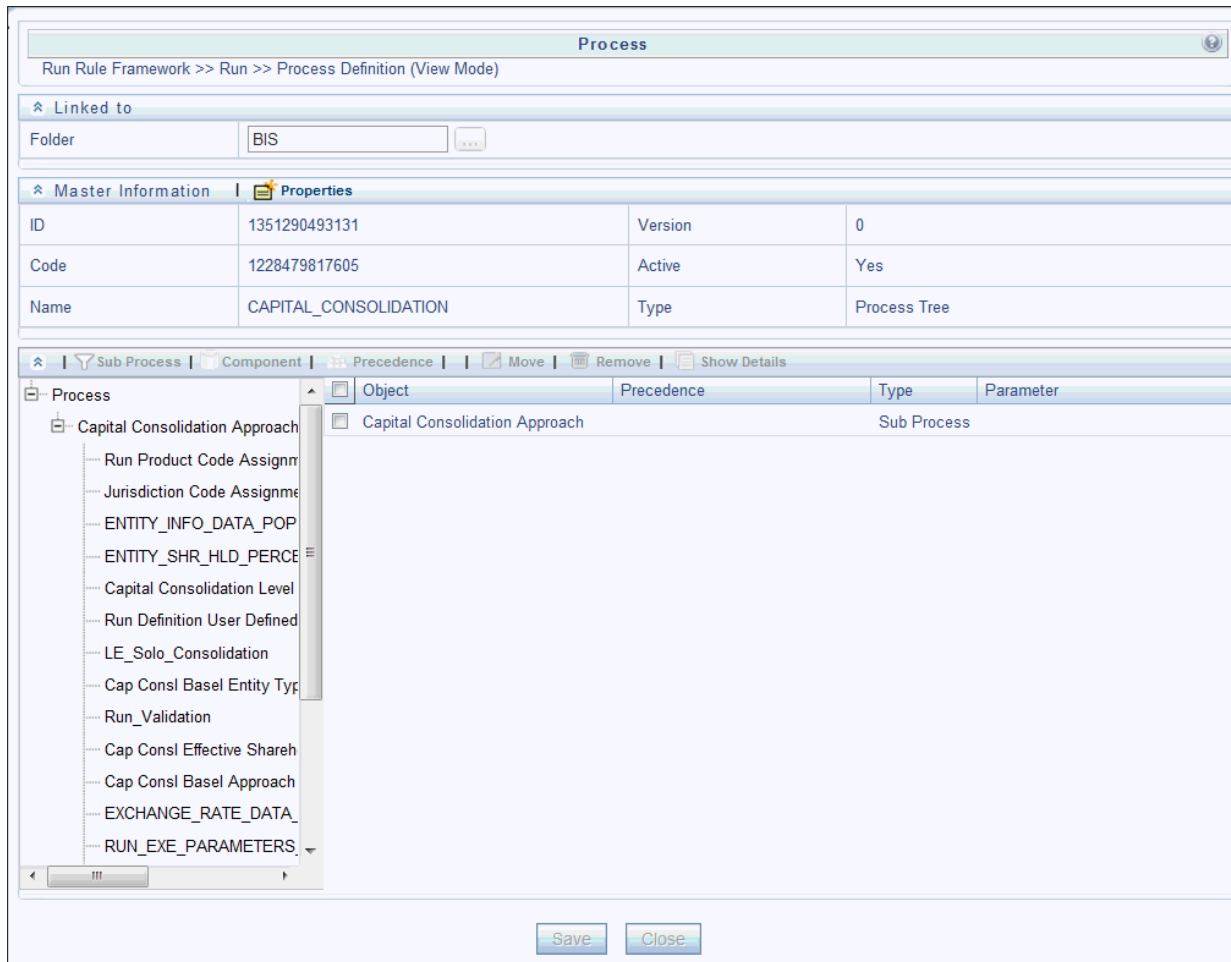 Process
Run Rule Framework >> Run >> Process Definition (View Mode)
Linked to
Folder BIS ...
Master Information | Properties
ID 1351290493131 Version 0
Code 1228479817605 Active Yes
Name CAPITAL_CONSOLIDATION Type Process Tree
| Sub Process | Component | Precedence | | Move | Remove | Show Details
Process
Capital Consolidation Approach
Run Product Code Assignm
Jurisdiction Code Assignme
ENTITY_INFO_DATA_POP
ENTITY_SHR_HLD_PERCE
Capital Consolidation Level
Run Definition User Defined
LE_Solo_Consolidation
Cap Consl Basel Entity Typ
Run_Validation
Cap Consl Effective Shareh
Cap Consl Basel Approach
EXCHANGE_RATE_DATA_
RUN_EXE_PARAMETERS_
Object Precedence Type Parameter
Capital Consolidation Approach Sub Process
Save Close